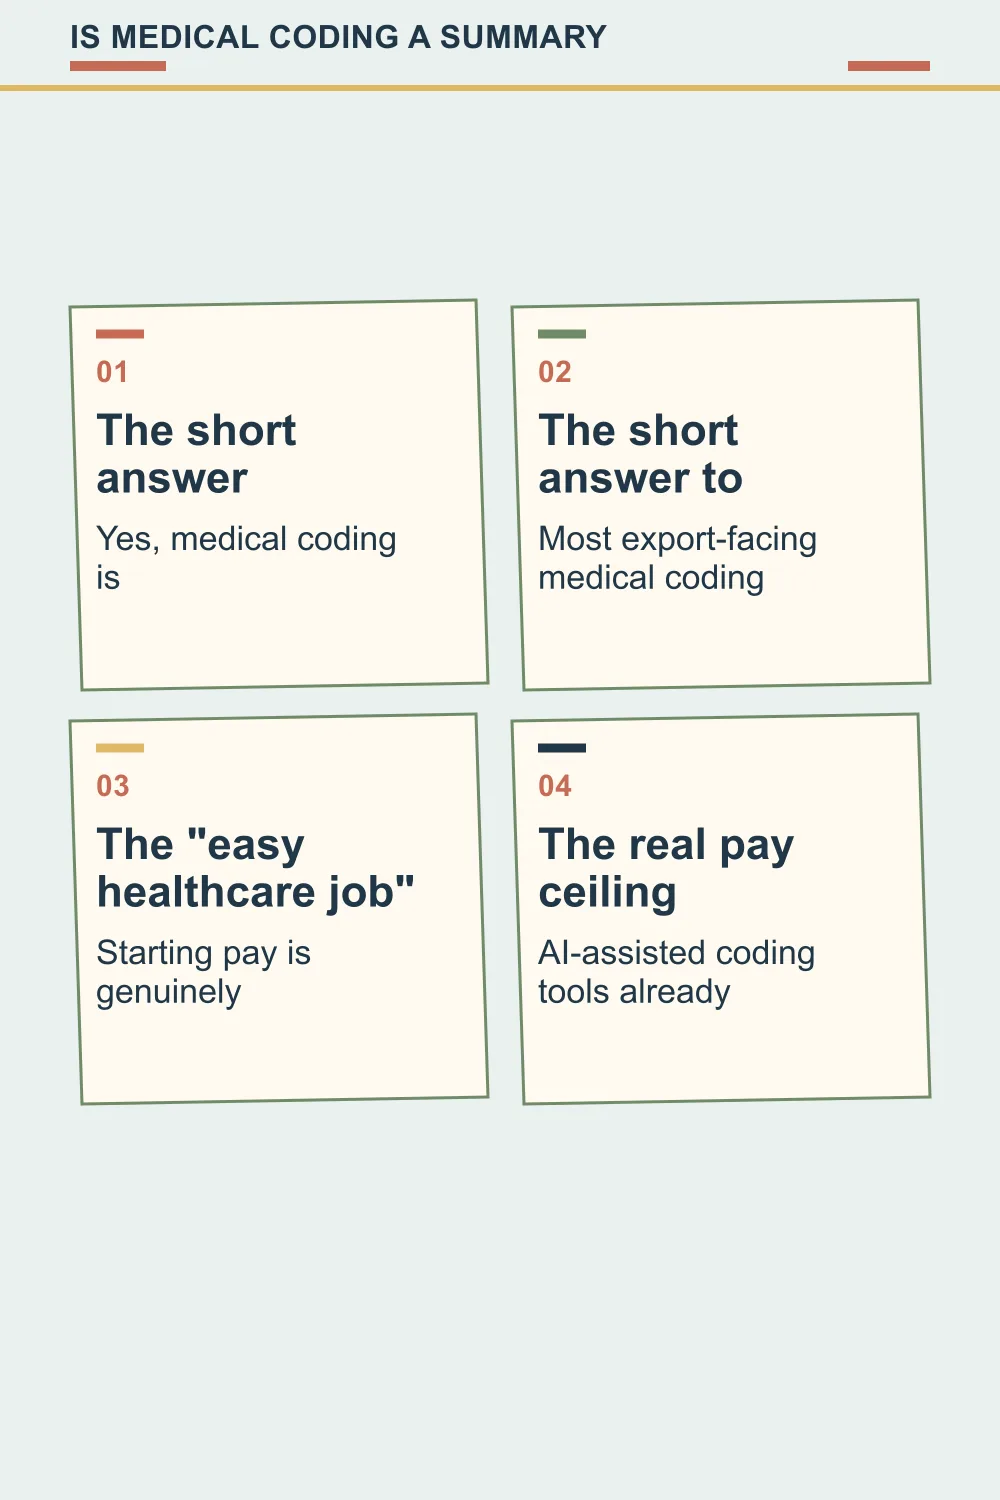 IS MEDICAL CODING A SUMMARY
01
The short
answer
Yes, medical coding
is
02
The short
answer to
Most export-facing
medical coding
03
The "easy
healthcare job"
Starting pay is
genuinely
04
The real pay
ceiling
AI-assisted coding
tools already